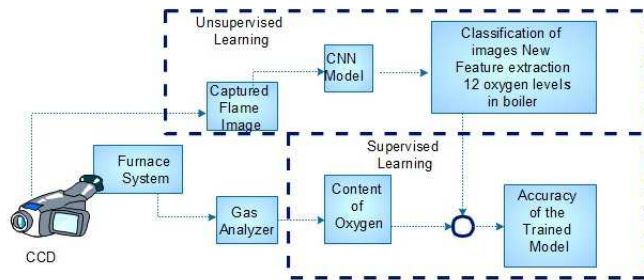 Unsupervised
Learning
Captured
Flame
Image
CNN
Model
Classification of
images New
Feature extraction
12 oxygen levels
in boiler
Supervised
Learning
Furnace
System
CCD
Gas
Analyzer
Content
of
Oxygen
Accuracy
of the
Trained
Model